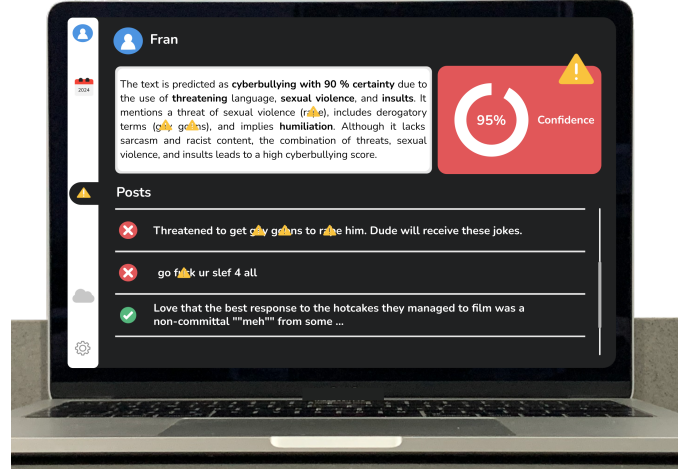 Fran
2024
The text is predicted as cyberbullying with 90 % certainty due to
the use of threatening language, sexual violence, and insults. It
mentions a threat of sexual violence, includes derogatory
terms, and implies humiliation. Although it lacks
sarcasm and racist content, the combination of threats, sexual
violence, and insults leads to a high cyberbullying score.
95%
Confidence
Posts
Threatened to get to him. Dude will receive these jokes.
go ur slef 4 all
Love that the best response to the hotcakes they managed to film was a
non-committal ""meh"" from some ...